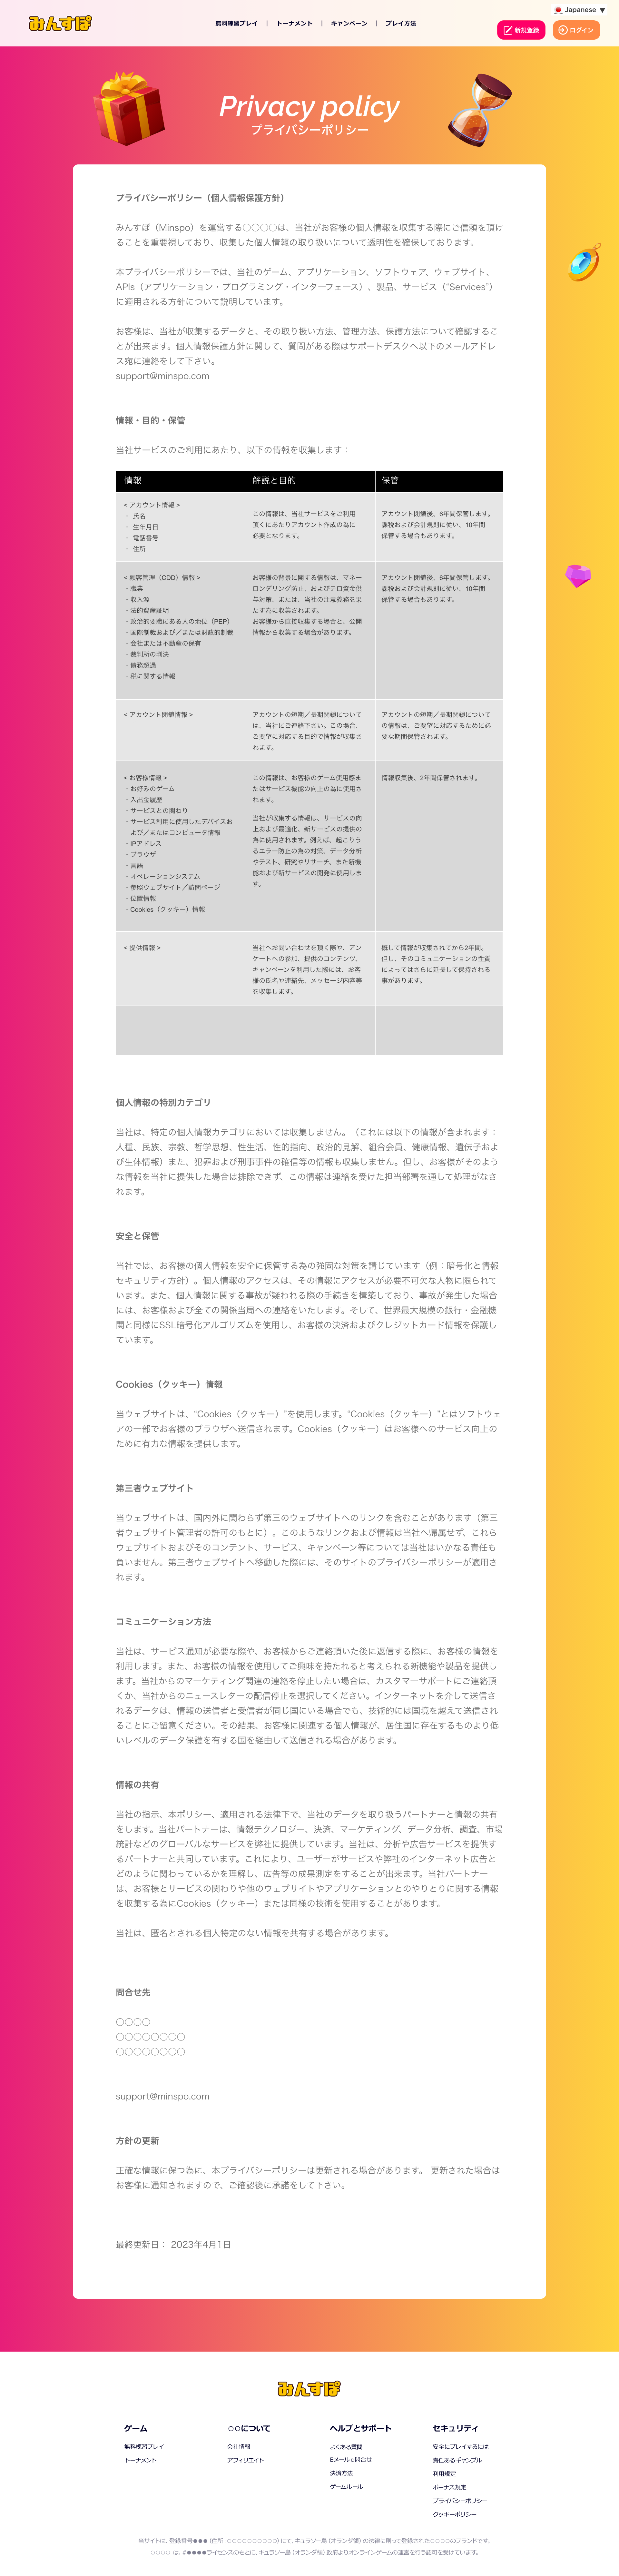 みんすぽ
無料練習プレイ | トーナメント | キャンペーン | プレイ方法
Japanese ▼
新規登録
ログイン
Privacy policy
プライバシーポリシー
プライバシーポリシー（個人情報保護方針）
みんすぽ（Minspo）を運営する〇〇〇〇は、当社がお客様の個人情報を収集する際にご信頼を頂け
ることを重要視しており、収集した個人情報の取り扱いについて透明性を確保しております。
本プライバシーポリシーでは、当社のゲーム、アプリケーション、ソフトウェア、ウェブサイト、
APIs（アプリケーション・プログラミング・インターフェース）、製品、サービス（“Services”）
に適用される方針について説明しています。
お客様は、当社が収集するデータと、その取り扱い方法、管理方法、保護方法について確認するこ
とが出来ます。個人情報保護方針に関して、質問がある際はサポートデスクへ以下のメールアドレ
ス宛に連絡をして下さい。
support@minspo.com
情報・目的・保管
当社サービスのご利用にあたり、以下の情報を収集します：
情報
解説と目的
保管
< アカウント情報 >
・ 氏名
・ 生年月日
・ 電話番号
・ 住所
この情報は、当社サービスをご利用
頂くにあたりアカウント作成の為に
必要となります。
アカウント閉鎖後、6年間保管します。
課税および会計規則に従い、10年間
保管する場合もあります。
< 顧客管理（CDD）情報 >
・職業
・収入源
・法的資産証明
・政治的要職にある人の地位（PEP）
・国際制裁および／または財政的制裁
・会社または不動産の保有
・裁判所の判決
・債務超過
・税に関する情報
お客様の背景に関する情報は、マネー
ロンダリング防止、およびテロ資金供
与対策、または、当社の注意義務を果
たす為に収集されます。
お客様から直接収集する場合と、公開
情報から収集する場合があります。
アカウント閉鎖後、6年間保管します。
課税および会計規則に従い、10年間
保管する場合もあります。
< アカウント閉鎖情報 >
アカウントの短期／長期閉鎖について
は、当社にご連絡下さい。この場合、
ご要望に対応する目的で情報が収集さ
れます。
アカウントの短期／長期閉鎖について
の情報は、ご要望に対応するために必
要な期間保管されます。
< お客様情報 >
・お好みのゲーム
・入出金履歴
・サービスとの関わり
・サービス利用に使用したデバイスお
よび／またはコンピュータ情報
・IPアドレス
・ブラウザ
・言語
・オペレーションシステム
・参照ウェブサイト／訪問ページ
・位置情報
・Cookies（クッキー）情報
この情報は、お客様のゲーム使用感ま
たはサービス機能の向上の為に使用さ
れます。
当社が収集する情報は、サービスの向
上および最適化、新サービスの提供の
為に使用されます。例えば、起こりう
るエラー防止の為の対策、データ分析
やテスト、研究やリサーチ、また新機
能および新サービスの開発に使用しま
す。
情報収集後、2年間保管されます。
< 提供情報 >
当社へお問い合わせを頂く際や、アン
ケートへの参加、提供のコンテンツ、
キャンペーンを利用した際には、お客
様の氏名や連絡先、メッセージ内容等
を収集します。
概して情報が収集されてから2年間。
但し、そのコミュニケーションの性質
によってはさらに延長して保持される
事があります。
個人情報の特別カテゴリ
当社は、特定の個人情報カテゴリにおいては収集しません。（これには以下の情報が含まれます：
人種、民族、宗教、哲学思想、性生活、性的指向、政治的見解、組合会員、健康情報、遺伝子およ
び生体情報）また、犯罪および刑事事件の確信等の情報も収集しません。但し、お客様がそのよう
な情報を当社に提供した場合は排除できず、この情報は連絡を受けた担当部署を通して処理がなさ
れます。
安全と保管
当社では、お客様の個人情報を安全に保管する為の強固な対策を講じています（例：暗号化と情報
セキュリティ方針）。個人情報のアクセスは、その情報にアクセスが必要不可欠な人物に限られて
います。また、個人情報に関する事故が疑われる際の手続きを構築しており、事故が発生した場合
には、お客様および全ての関係当局への連絡をいたします。そして、世界最大規模の銀行・金融機
関と同様にSSL暗号化アルゴリズムを使用し、お客様の決済およびクレジットカード情報を保護し
ています。
Cookies（クッキー）情報
当ウェブサイトは、“Cookies（クッキー）”を使用します。“Cookies（クッキー）”とはソフトウェ
アの一部でお客様のブラウザへ送信されます。Cookies（クッキー）はお客様へのサービス向上の
ために有力な情報を提供します。
第三者ウェブサイト
当ウェブサイトは、国内外に関わらず第三のウェブサイトへのリンクを含むことがあります（第三
者ウェブサイト管理者の許可のもとに）。このようなリンクおよび情報は当社へ帰属せず、これら
ウェブサイトおよびそのコンテント、サービス、キャンペーン等については当社はいかなる責任も
負いません。第三者ウェブサイトへ移動した際には、そのサイトのプライバシーポリシーが適用さ
れます。
コミュニケーション方法
当社は、サービス通知が必要な際や、お客様からご連絡頂いた後に返信する際に、お客様の情報を
利用します。また、お客様の情報を使用してご興味を持たれると考えられる新機能や製品を提供し
ます。当社からのマーケティング関連の連絡を停止したい場合は、カスタマーサポートにご連絡頂
くか、当社からのニュースレターの配信停止を選択してください。インターネットを介して送信さ
れるデータは、情報の送信者と受信者が同じ国にいる場合でも、技術的には国境を越えて送信され
ることにご留意ください。その結果、お客様に関連する個人情報が、居住国に存在するものより低
いレベルのデータ保護を有する国を経由して送信される場合があります。
情報の共有
当社の指示、本ポリシー、適用される法律下で、当社のデータを取り扱うパートナーと情報の共有
をします。当社パートナーは、情報テクノロジー、決済、マーケティング、データ分析、調査、市場
統計などのグローバルなサービスを弊社に提供しています。当社は、分析や広告サービスを提供す
るパートナーと共同しています。これにより、ユーザーがサービスや弊社のインターネット広告と
どのように関わっているかを理解し、広告等の成果測定をすることが出来ます。当社パートナー
は、お客様とサービスの関わりや他のウェブサイトやアプリケーションとのやりとりに関する情報
を収集する為にCookies（クッキー）または同様の技術を使用することがあります。
当社は、匿名とされる個人特定のない情報を共有する場合があります。
問合せ先
〇〇〇〇
〇〇〇〇〇〇〇〇
〇〇〇〇〇〇〇〇
support@minspo.com
方針の更新
正確な情報に保つ為に、本プライバシーポリシーは更新される場合があります。 更新された場合は
お客様に通知されますので、ご確認後に承諾をして下さい。
最終更新日： 2023年4月1日
みんすぽ
ゲーム
無料練習プレイ
トーナメント
○○について
会社情報
アフィリエイト
ヘルプとサポート
よくある質問
Eメールで問合せ
決済方法
ゲームルール
セキュリティ
安全にプレイするには
責任あるギャンブル
利用規定
ボーナス規定
プライバシーポリシー
クッキーポリシー
当サイトは、登録番号●●● (住所：○○○○○○○○○○) にて、キュラソー島 (オランダ領) の法律に則って登録された○○○○のブランドです。
○○○○ は、#●●●●ライセンスのもとに、キュラソー島 (オランダ領) 政府よりオンラインゲームの運営を行う認可を受けています。